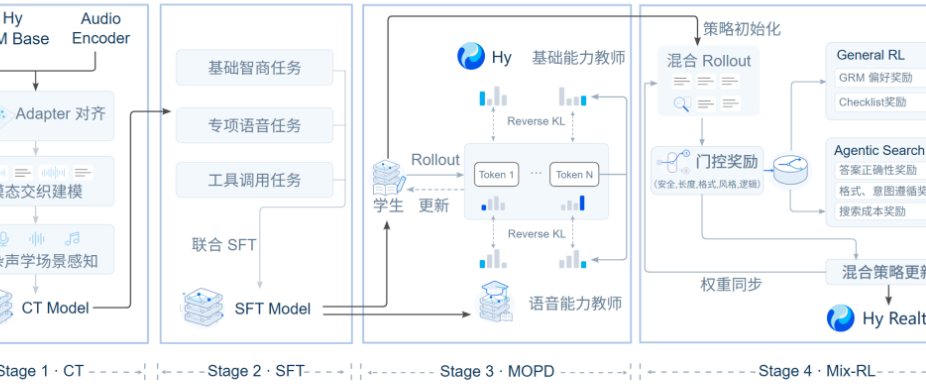 Hy
M Base
Audio
Encoder
Adapter 对齐
模态交织建模
杂声学场景感知
CT Model
Stage 1 · CT
基础智商任务
专项语音任务
工具调用任务
联合 SFT
SFT Model
Stage 2 · SFT
Hy
基础能力教师
Reverse KL
Rollout
学生
更新
Token 1
...
Token N
Reverse KL
语音能力教师
Stage 3 · MOPD
策略初始化
混合 Rollout
门控奖励
(安全,长度,格式,风格,逻辑)
General RL
GRM 偏好奖励
Checklist奖励
Agentic Search
答案正确性奖励
格式、意图遵循奖
搜索成本奖励
权重同步
混合策略更新
Hy Realt
Stage 4 · Mix-RL